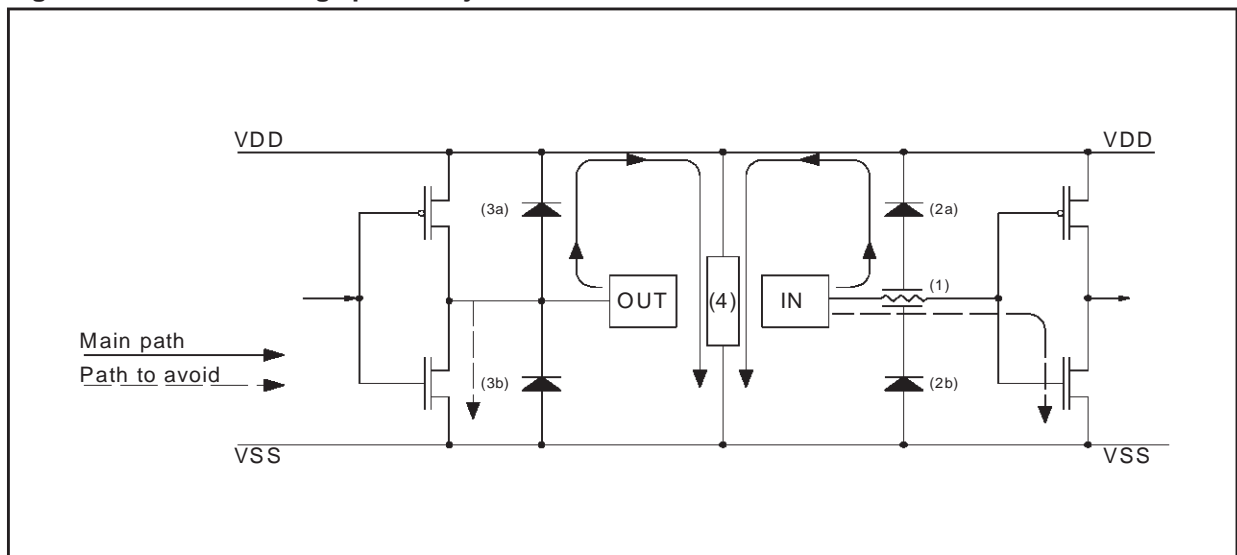 VDD
VDD
(3a)
(2a)
OUT
(4)
IN
(1)
Main path
Path to avoid
(3b)
(2b)
VSS
VSS